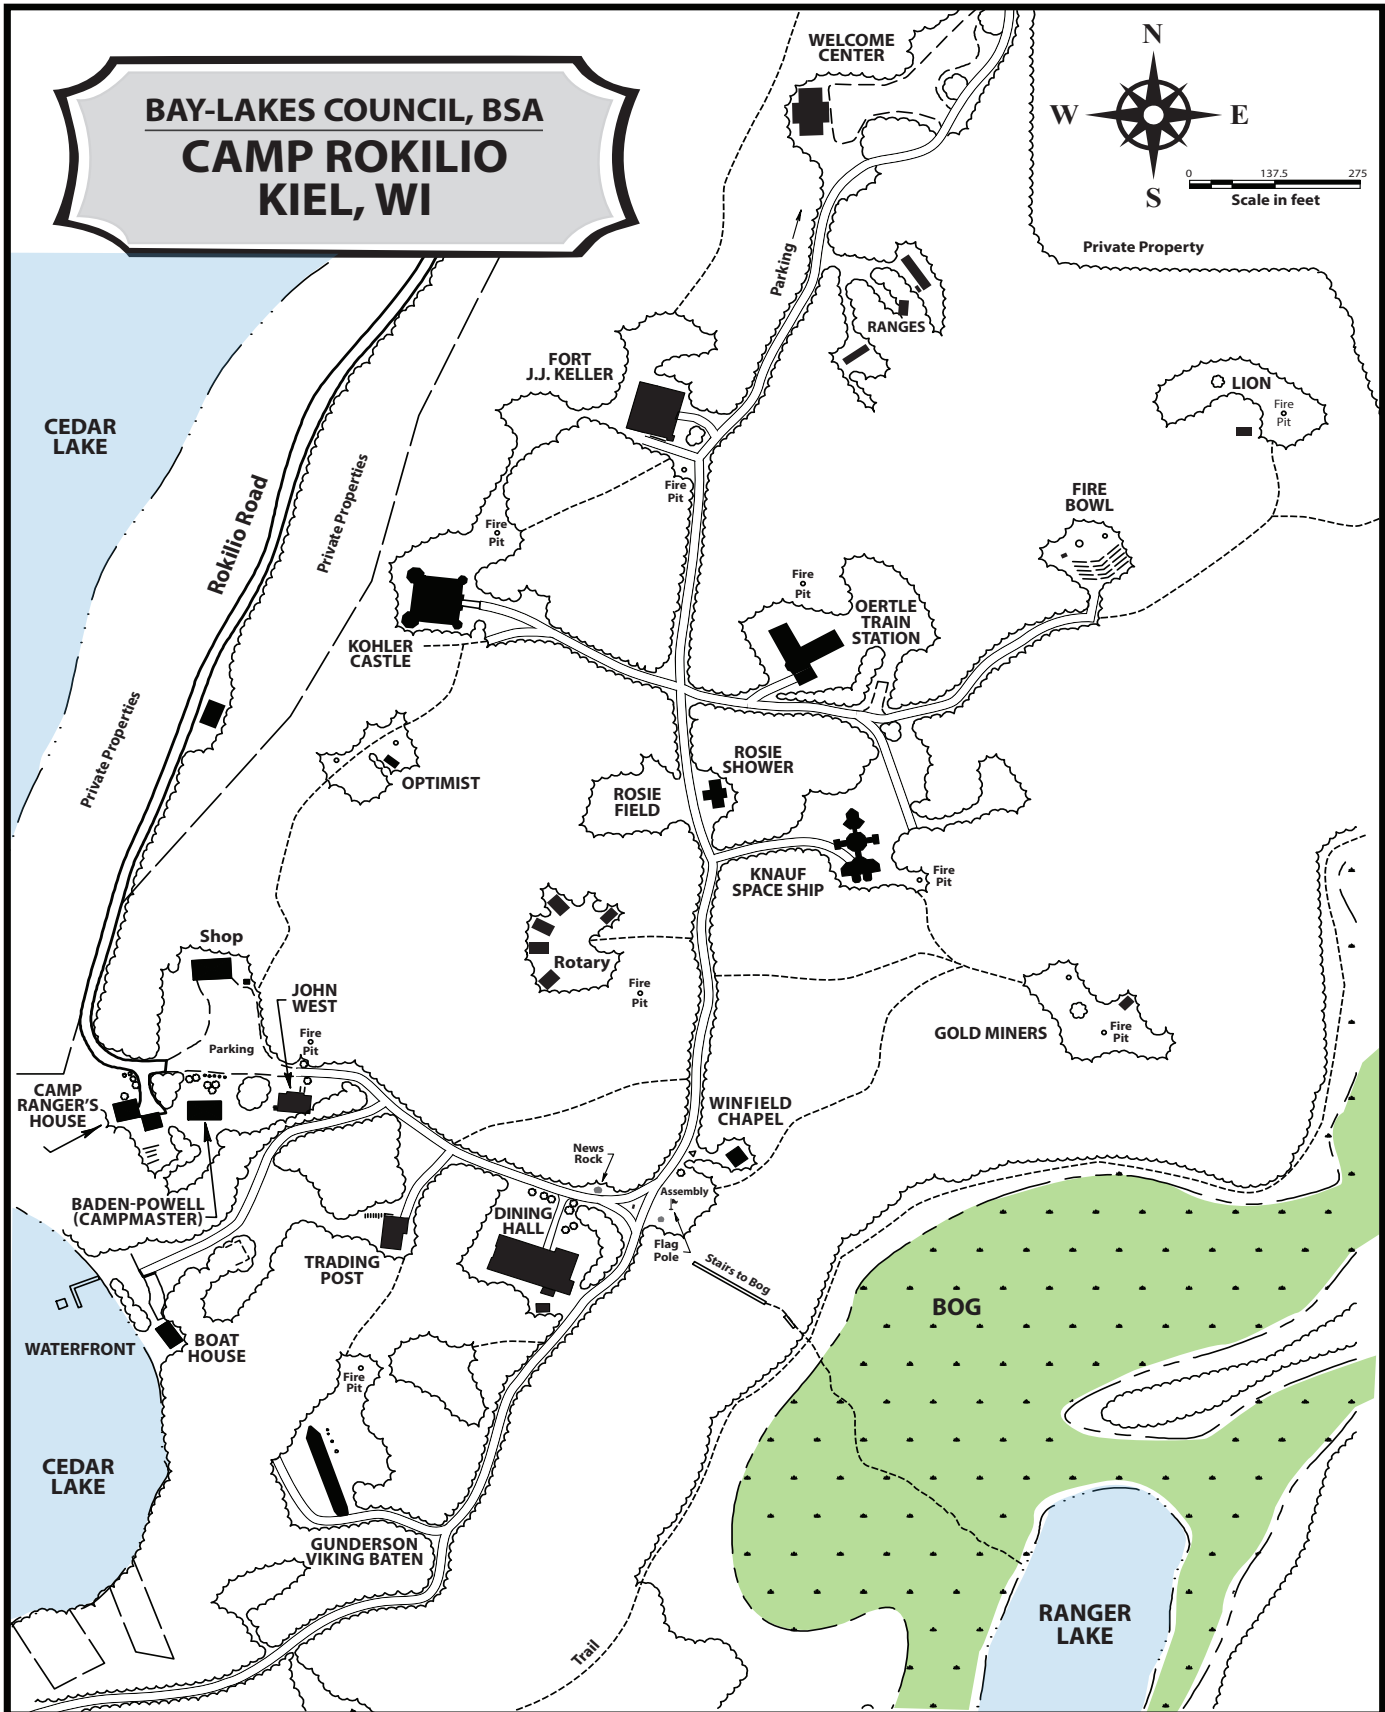 BAY-LAKES COUNCIL, BSA
CAMP ROKILIO
KIEL, WI
WELCOME
CENTER
N
W
E
S
0
137.5
275
Scale in feet
Private Property
Parking
RANGES
FORT
J.J. KELLER
LION
Fire
Pit
CEDAR
LAKE
Rokilio Road
Private Properties
Fire
Pit
FIRE
BOWL
Fire
Pit
Fire
Pit
OERTLE
TRAIN
STATION
KOHLER
CASTLE
Private Properties
OPTIMIST
ROSIE
SHOWER
ROSIE
FIELD
KNAUF
SPACE SHIP
Fire
Pit
Shop
Rotary
JOHN
WEST
Fire
Pit
Fire
Pit
GOLD MINERS
Fire
Pit
Parking
CAMP
RANGER'S
HOUSE
WINFIELD
CHAPEL
News
Rock
Assembly
BADEN-POWELL
(CAMPMASTER)
DINING
HALL
Flag
Pole
Stairs to Bog
TRADING
POST
BOG
WATERFRONT
BOAT
HOUSE
Fire
Pit
CEDAR
LAKE
GUNDERSON
VIKING BATEN
RANGER
LAKE
Trail